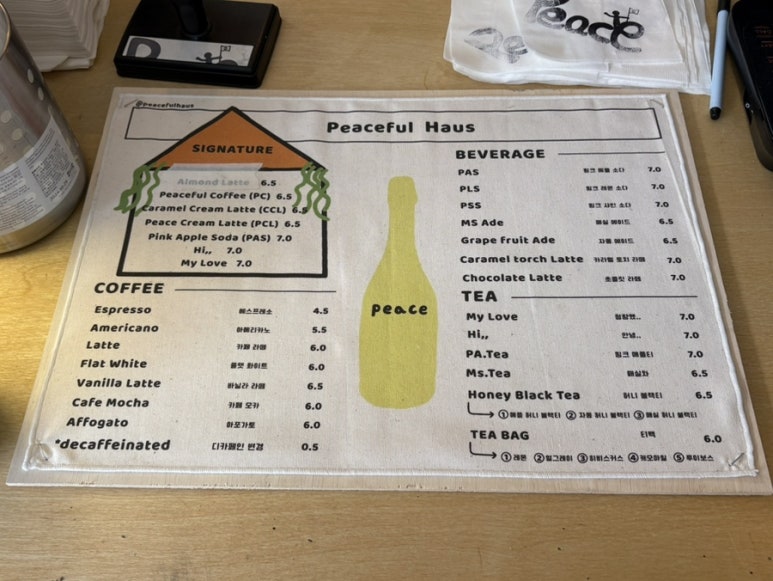 Peace
@peacefulhaus
Peaceful Haus
SIGNATURE
Almond Latte 6.5
Peaceful Coffee (PC) 6.5
Caramel Cream Latte (CCL) 6.5
Peace Cream Latte (PCL) 6.5
Pink Apple Soda (PAS) 7.0
Hi,, 7.0
My Love 7.0
COFFEE
Espresso 에스프레소 4.5
Americano 아메리카노 5.5
Latte 카페 라떼 6.0
Flat White 플랫 화이트 6.0
Vanilla Latte 바닐라 라떼 6.5
Cafe Mocha 카페 모카 6.0
Affogato 아포가토 6.0
*decaffeinated 디카페인 변경 0.5
peace
BEVERAGE
PAS 핑크 애플 소다 7.0
PLS 핑크 레몬 소다 7.0
PSS 핑크 샤인 소다 7.0
MS Ade 매실 에이드 6.5
Grape fruit Ade 자몽 에이드 6.5
Caramel torch Latte 카라멜 토치 라떼 7.0
Chocolate Latte 초콜릿 라떼 7.0
TEA
My Love 7.0
Hi,, 안녕.. 7.0
PA.Tea 핑크 애플티 7.0
Ms.Tea 매실차 6.5
Honey Black Tea 허니 블랙티 6.5
① 애플 허니 블랙티 ② 자몽 허니 블랙티 ③ 매실 허니 블랙티
TEA BAG 티백 6.0
① 레몬 ② 얼그레이 ③ 히비스커스 ④ 캐모마일 ⑤ 루이보스